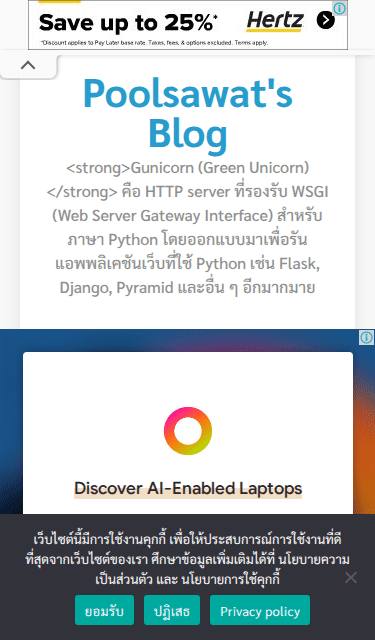 Save up to 25%*
Hertz
*Discount applies to Pay Later base rate. Taxes, fees, & options excluded. Terms apply.
Poolsawat's
Blog
<strong>Gunicorn (Green Unicorn)
</strong> คือ HTTP server ที่รองรับ WSGI
(Web Server Gateway Interface) สำหรับ
ภาษา Python โดยออกแบบมาเพื่อรัน
แอพพลิเคชันเว็บที่ใช้ Python เช่น Flask,
Django, Pyramid และอื่น ๆ อีกมากมาย
Discover AI-Enabled Laptops
เว็บไซต์นี้มีการใช้งานคุกกี้ เพื่อให้ประสบการณ์การใช้งานที่ดี
ที่สุดจากเว็บไซต์ของเรา ศึกษาข้อมูลเพิ่มเติมได้ที่ นโยบายความ
เป็นส่วนตัว และ นโยบายการใช้คุกกี้
ยอมรับ
ปฏิเสธ
Privacy policy